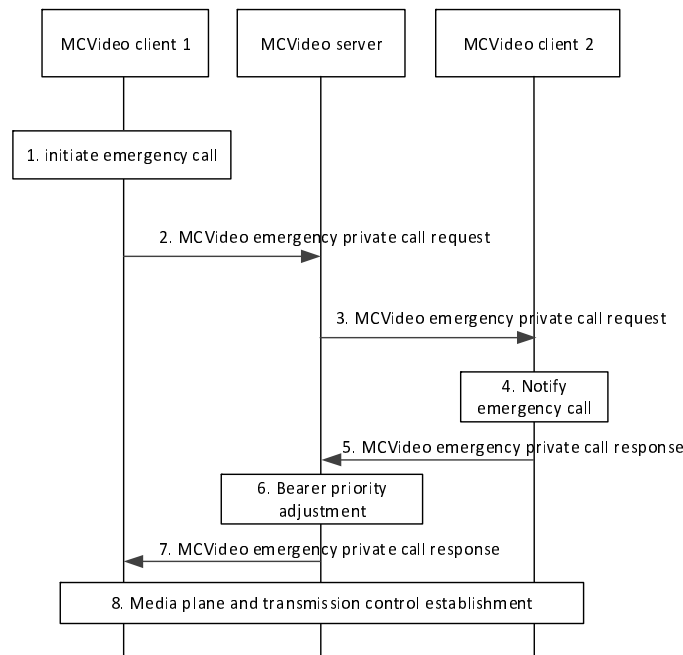 MCVideo client 1
MCVideo server
MCVideo client 2
1. initiate emergency call
2. MCVideo emergency private call request
3. MCVideo emergency private call request
4. Notify
emergency call
5. MCVideo emergency private call response
6. Bearer priority
adjustment
7. MCVideo emergency private call response
8. Media plane and transmission control establishment